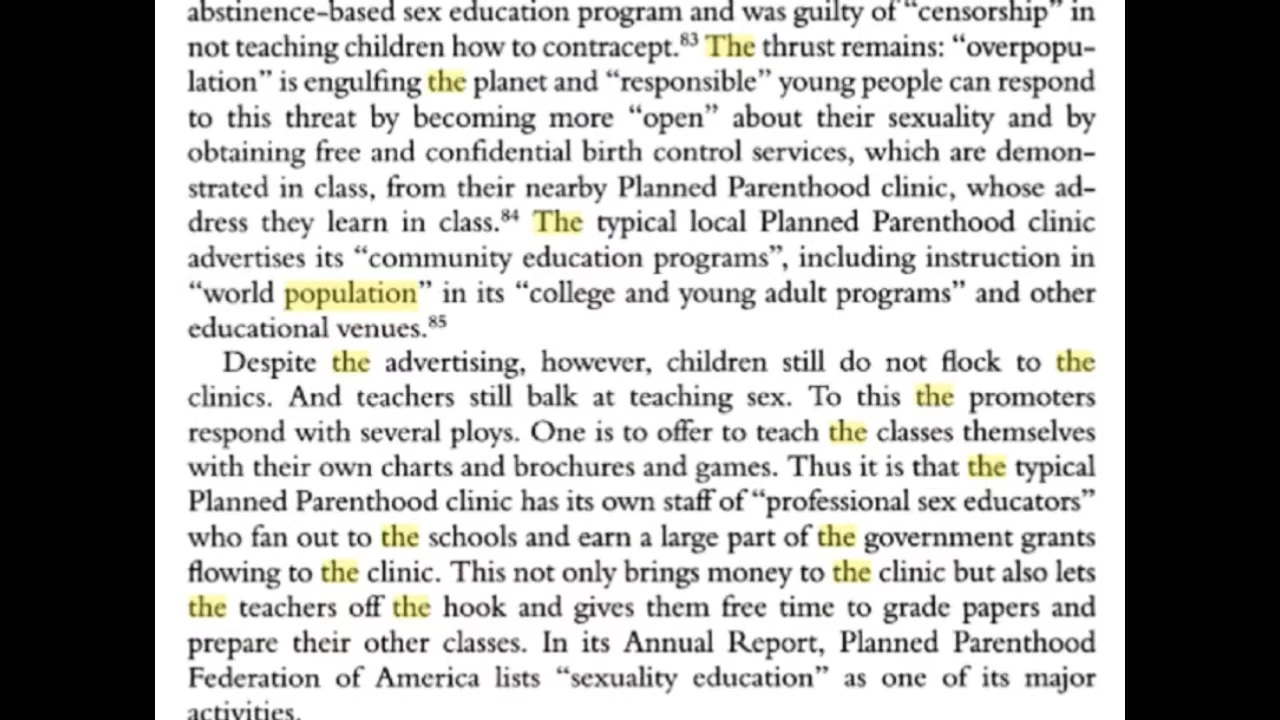 abstinence-based sex education program and was guilty of “censorship” in
not teaching children how to contracept.⁸³ The thrust remains: “overpopu-
lation” is engulfing the planet and “responsible” young people can respond
to this threat by becoming more “open” about their sexuality and by
obtaining free and confidential birth control services, which are demon-
strated in class, from their nearby Planned Parenthood clinic, whose ad-
dress they learn in class.⁸⁴ The typical local Planned Parenthood clinic
advertises its “community education programs”, including instruction in
“world population” in its “college and young adult programs” and other
educational venues.⁸⁵
Despite the advertising, however, children still do not flock to the
clinics. And teachers still balk at teaching sex. To this the promoters
respond with several ploys. One is to offer to teach the classes themselves
with their own charts and brochures and games. Thus it is that the typical
Planned Parenthood clinic has its own staff of “professional sex educators”
who fan out to the schools and earn a large part of the government grants
flowing to the clinic. This not only brings money to the clinic but also lets
the teachers off the hook and gives them free time to grade papers and
prepare their other classes. In its Annual Report, Planned Parenthood
Federation of America lists “sexuality education” as one of its major
activities.